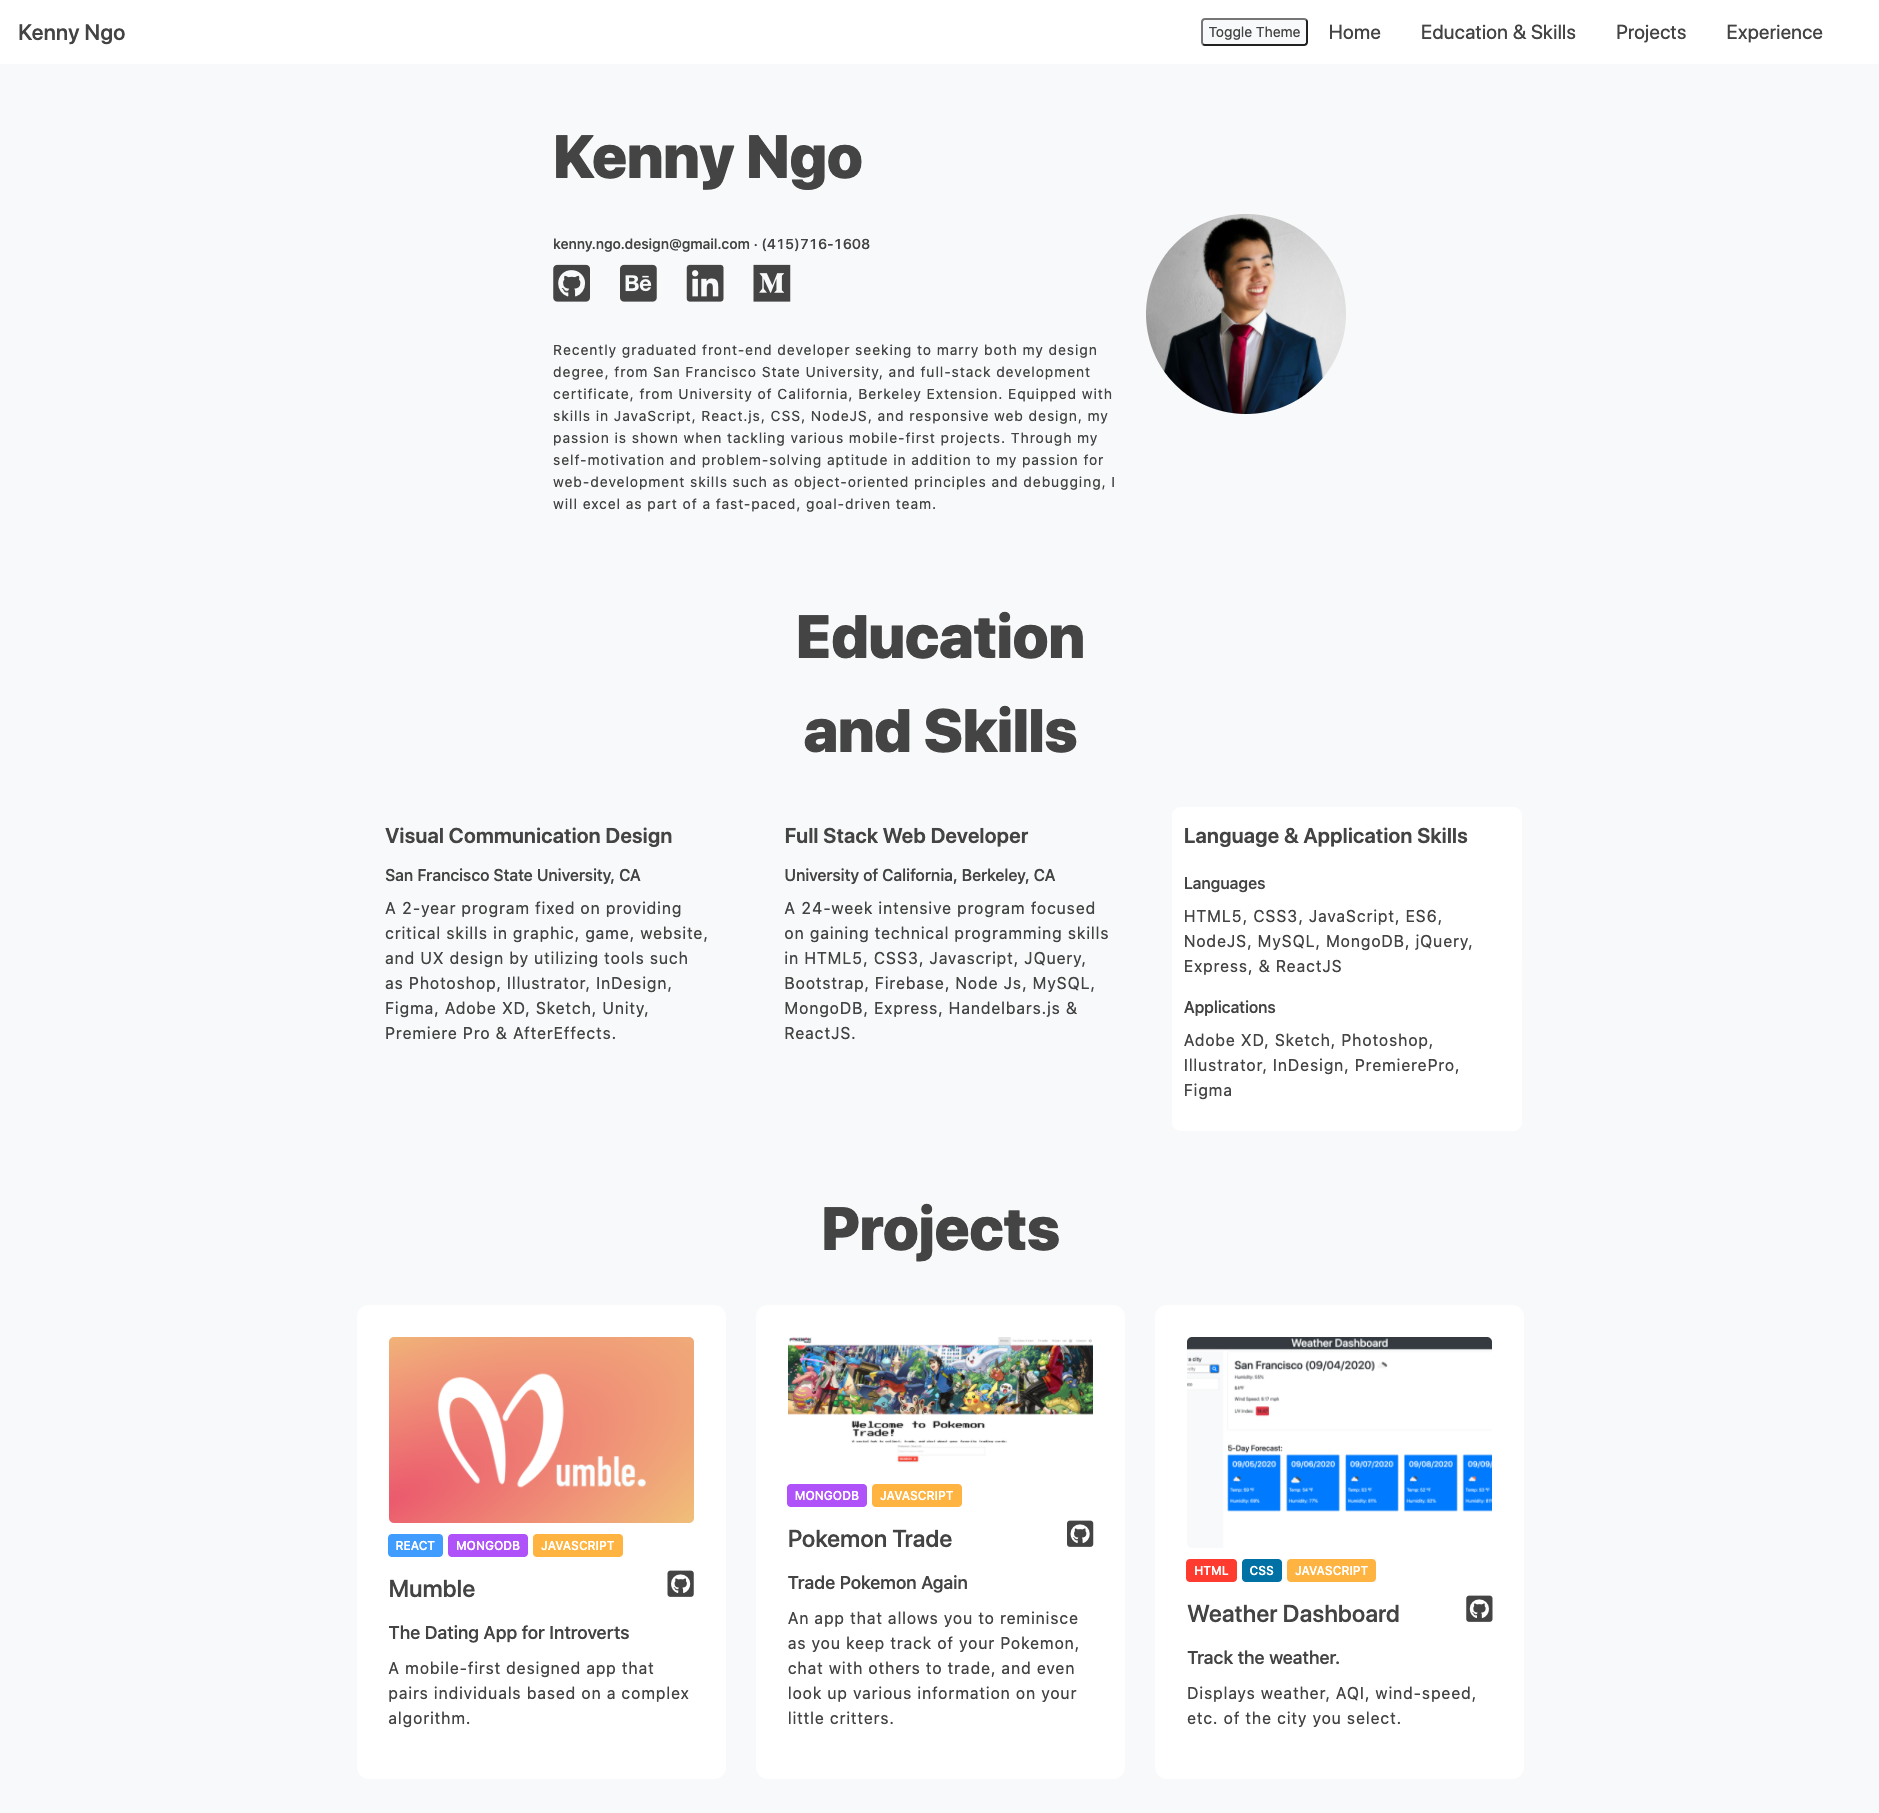 Kenny Ngo
Toggle Theme
Home
Education & Skills
Projects
Experience
Kenny Ngo
kenny.ngo.design@gmail.com · (415)716-1608
Bē
in
M
Recently graduated front-end developer seeking to marry both my design
degree, from San Francisco State University, and full-stack development
certificate, from University of California, Berkeley Extension. Equipped with
skills in JavaScript, React.js, CSS, NodeJS, and responsive web design, my
passion is shown when tackling various mobile-first projects. Through my
self-motivation and problem-solving aptitude in addition to my passion for
web-development skills such as object-oriented principles and debugging, I
will excel as part of a fast-paced, goal-driven team.
Education
and Skills
Visual Communication Design
San Francisco State University, CA
A 2-year program fixed on providing
critical skills in graphic, game, website,
and UX design by utilizing tools such
as Photoshop, Illustrator, InDesign,
Figma, Adobe XD, Sketch, Unity,
Premiere Pro & AfterEffects.
Full Stack Web Developer
University of California, Berkeley, CA
A 24-week intensive program focused
on gaining technical programming skills
in HTML5, CSS3, Javascript, JQuery,
Bootstrap, Firebase, Node Js, MySQL,
MongoDB, Express, Handelbars.js &
ReactJS.
Language & Application Skills
Languages
HTML5, CSS3, JavaScript, ES6,
NodeJS, MySQL, MongoDB, jQuery,
Express, & ReactJS
Applications
Adobe XD, Sketch, Photoshop,
Illustrator, InDesign, PremierePro,
Figma
Projects
Mumble.
REACT
MONGODB
JAVASCRIPT
Mumble
The Dating App for Introverts
A mobile-first designed app that
pairs individuals based on a complex
algorithm.
Welcome to Pokemon
Trade!
MONGODB
JAVASCRIPT
Pokemon Trade
Trade Pokemon Again
An app that allows you to reminisce
as you keep track of your Pokemon,
chat with others to trade, and even
look up various information on your
little critters.
Weather Dashboard
a city
San Francisco (09/04/2020)
Humidity: 53%
Wind Speed: 9.17 mph
UV Index:
5-Day Forecast:
09/05/2020
09/06/2020
09/07/2020
09/08/2020
09/09/
HTML
CSS
JAVASCRIPT
Weather Dashboard
Track the weather.
Displays weather, AQI, wind-speed,
etc. of the city you select.